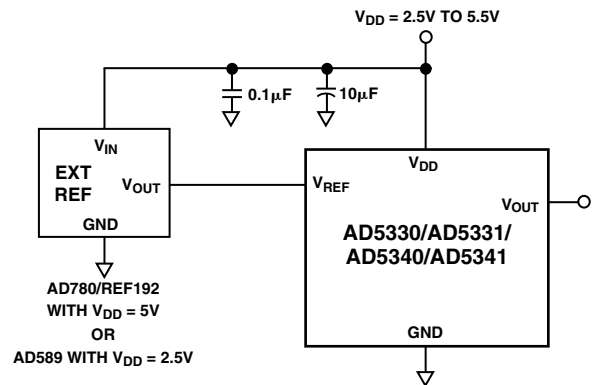 V_DD = 2.5V TO 5.5V
0.1µF
10µF
V_IN
EXT
REF
V_OUT
GND
V_REF
V_DD
V_OUT
AD5330/AD5331/
AD5340/AD5341
GND
AD780/REF192
WITH V_DD = 5V
OR
AD589 WITH V_DD = 2.5V